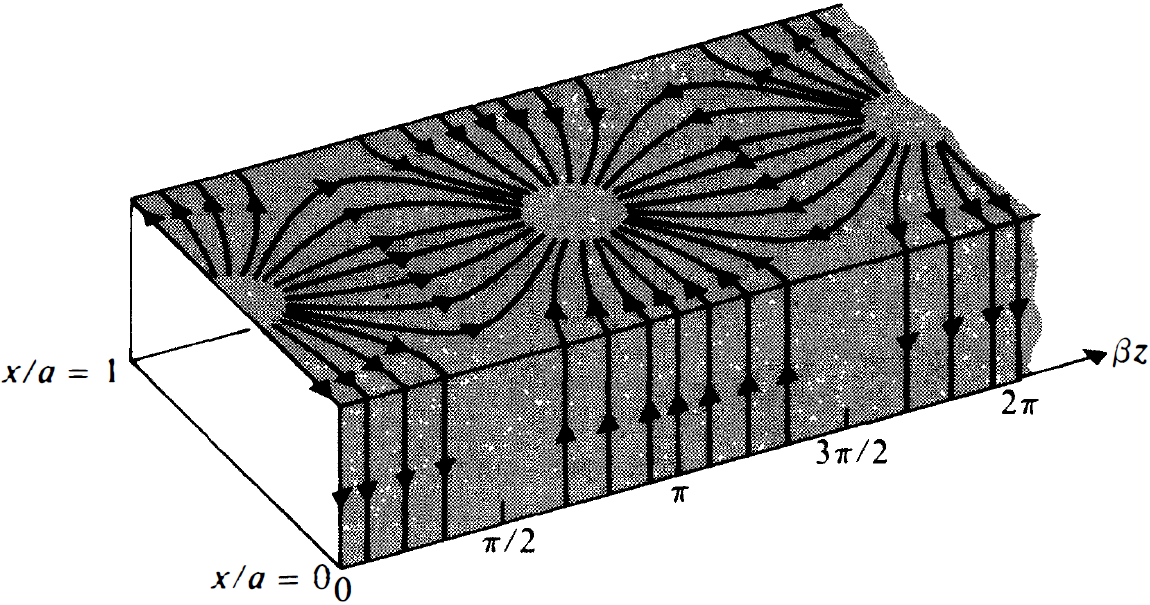 x/a = 1
βz
2π
3π/2
π
π/2
x/a = 0
0